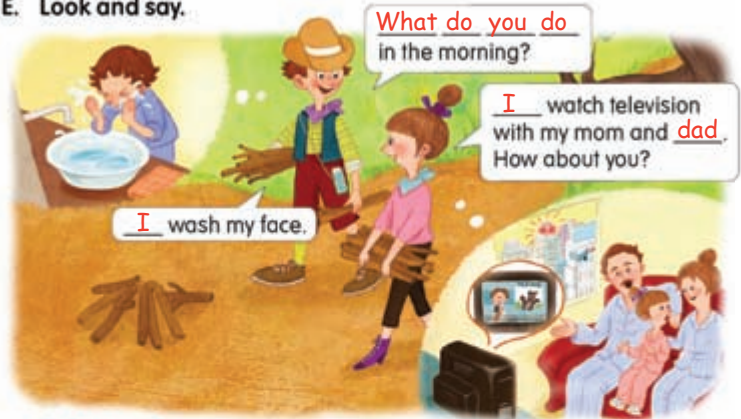 E. Look and say.
What do you do
in the morning?
I watch television
with my mom and dad.
How about you?
I wash my face.